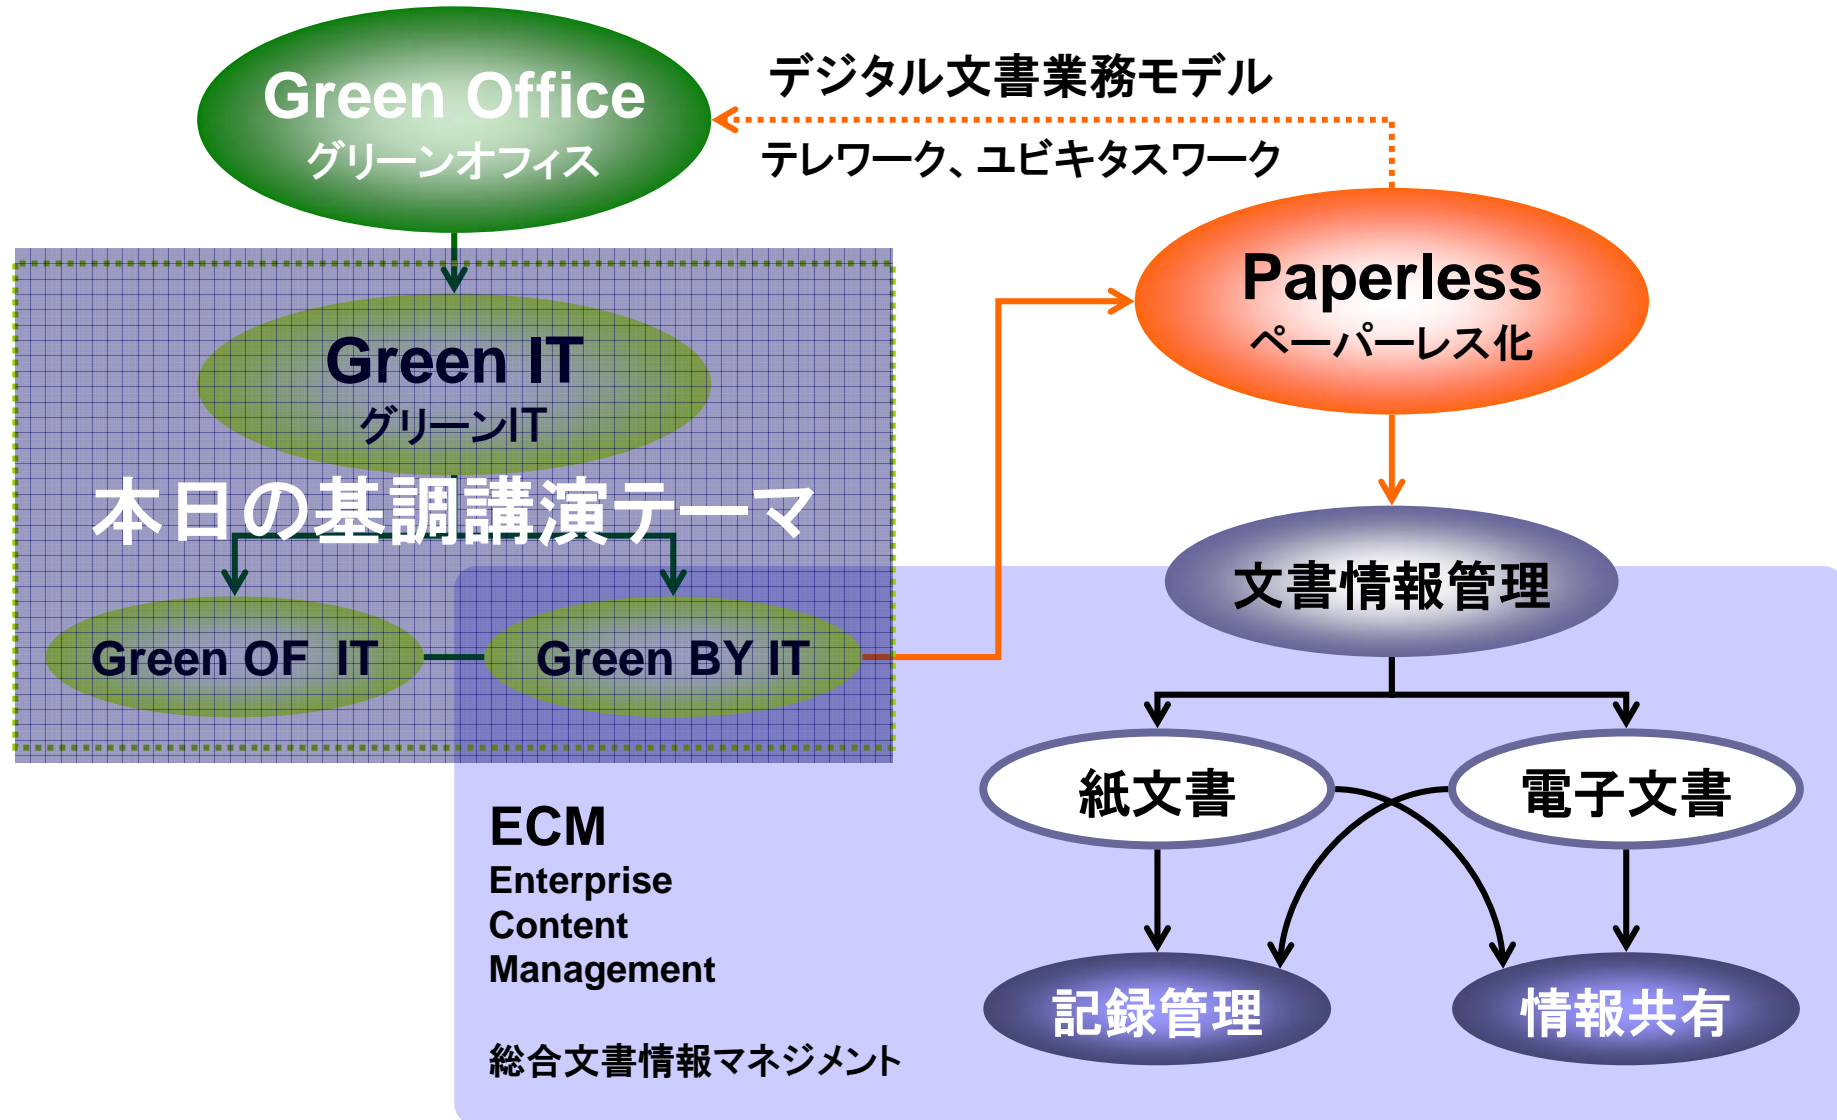 Green Office
グリーンオフィス
デジタル文書業務モデル
テレワーク、ユビキタスワーク
Paperless
ペーパーレス化
Green IT
グリーンIT
本日の基調講演テーマ
Green OF IT
Green BY IT
文書情報管理
紙文書
電子文書
記録管理
情報共有
ECM
Enterprise
Content
Management
総合文書情報マネジメント